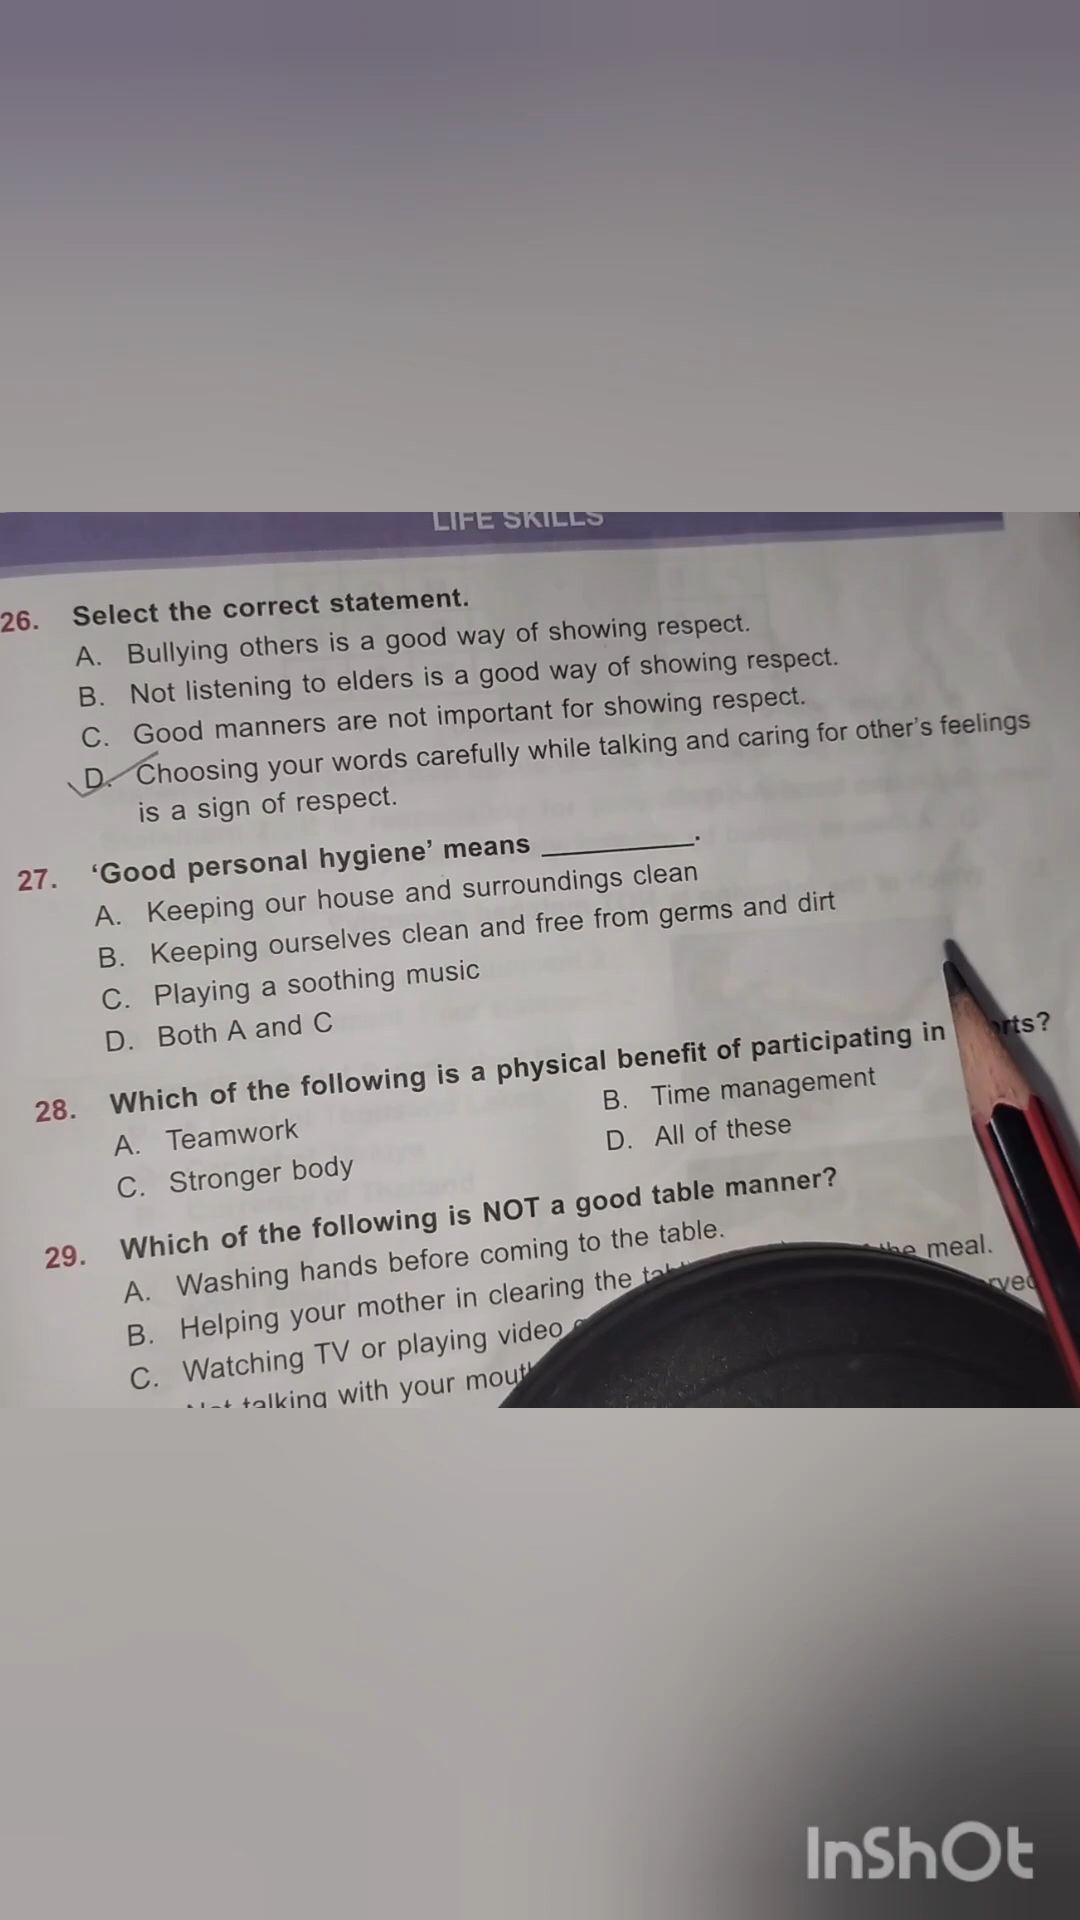 LIFE SKILLS
26. Select the correct statement.
A. Bullying others is a good way of showing respect.
B. Not listening to elders is a good way of showing respect.
C. Good manners are not important for showing respect.
D. Choosing your words carefully while talking and caring for other's feelings
is a sign of respect.
27. 'Good personal hygiene' means __________.
A. Keeping our house and surroundings clean
B. Keeping ourselves clean and free from germs and dirt
C. Playing a soothing music
D. Both A and C
28. Which of the following is a physical benefit of participating in
A. Teamwork B. Time management
C. Stronger body D. All of these
29. Which of the following is NOT a good table manner?
A. Washing hands before coming to the table.
B. Helping your mother in clearing the the meal.
C. Watching TV or playing video
talking with your
InShOt